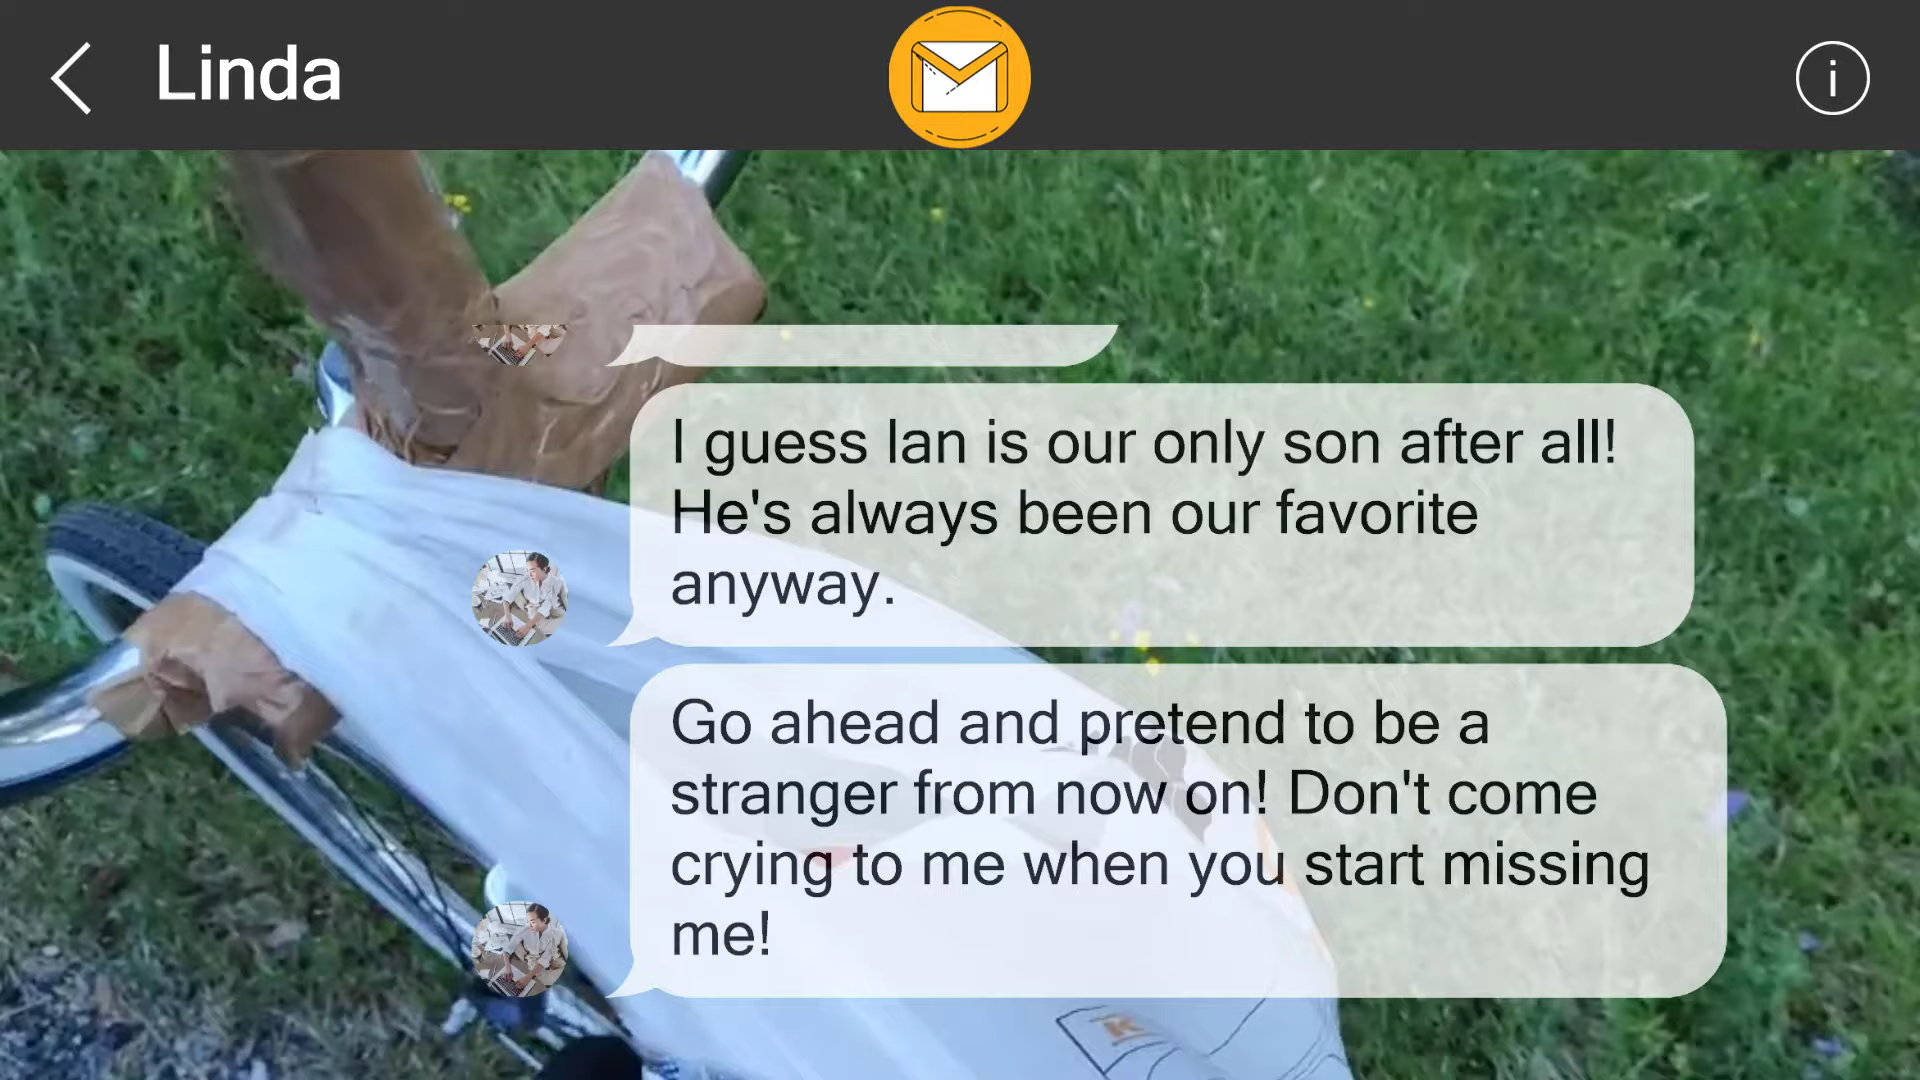 Linda
I guess Ian is our only son after all!
He's always been our favorite
anyway.
Go ahead and pretend to be a
stranger from now on! Don't come
crying to me when you start missing
me!